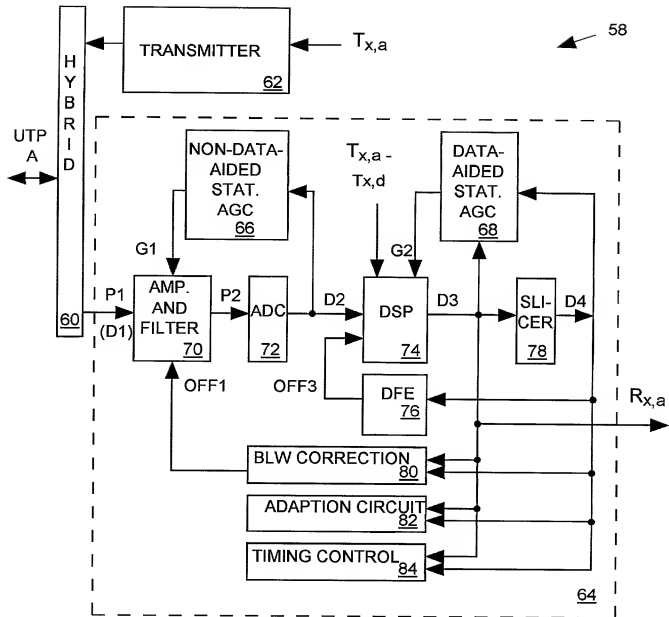 58
TRANSMITTER
62
Tx,a
HYBRID
60
UTP
A
NON-DATA-
AIDED
STAT.
AGC
66
Tx,a -
Tx,d
DATA-
AIDED
STAT.
AGC
68
G1
G2
P1
(D1)
AMP.
AND
FILTER
70
P2
ADC
72
D2
DSP
74
D3
SLI-
CER
78
D4
OFF1
OFF3
DFE
76
Rx,a
BLW CORRECTION
80
ADAPTION CIRCUIT
82
TIMING CONTROL
84
64